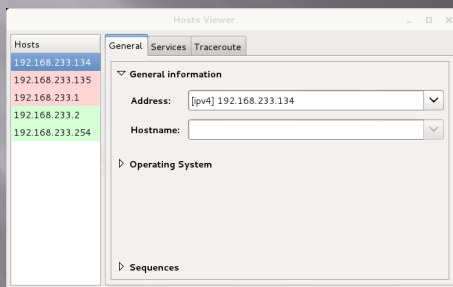 Hosts Viewer
Hosts
192.168.233.134
192.168.233.135
192.168.233.1
192.168.233.2
192.168.233.254
General Services Traceroute
General information
Address: [ipv4] 192.168.233.134
Hostname:
Operating System
Sequences